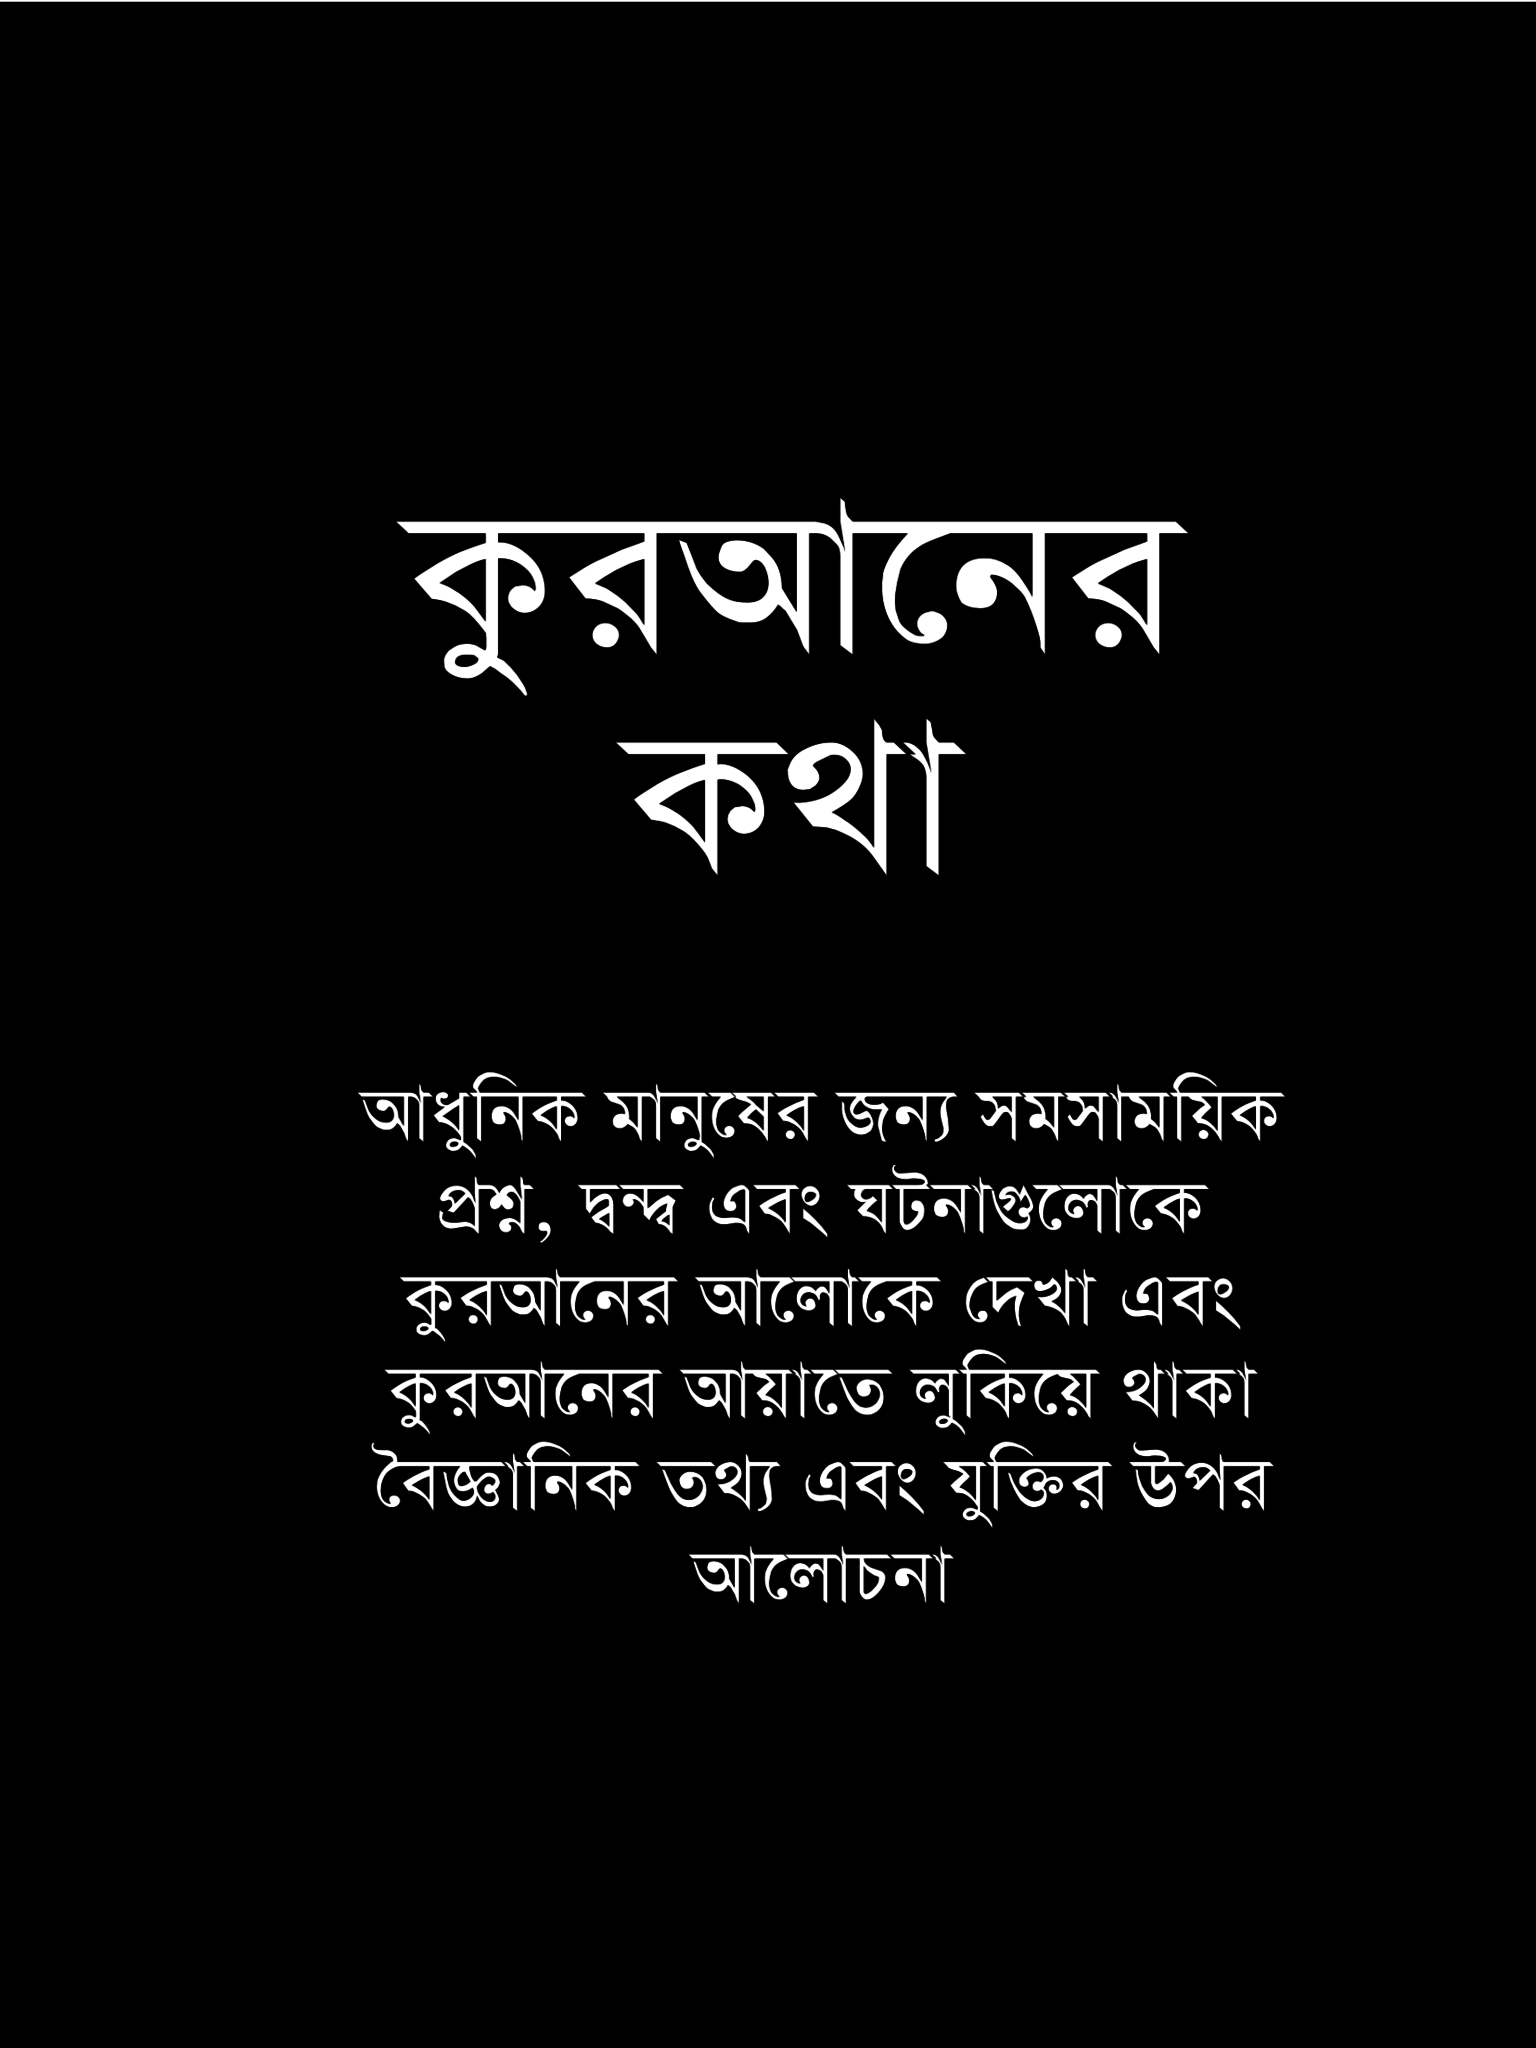 কুরআনের
কথা
আধুনিক মানুষের জন্য সমসাময়িক
প্রশ্ন, দ্বন্দ্ব এবং ঘটনাগুলোকে
কুরআনের আলোকে দেখা এবং
কুরআনের আয়াতে লুকিয়ে থাকা
বৈজ্ঞানিক তথ্য এবং যুক্তির উপর
আলোচনা